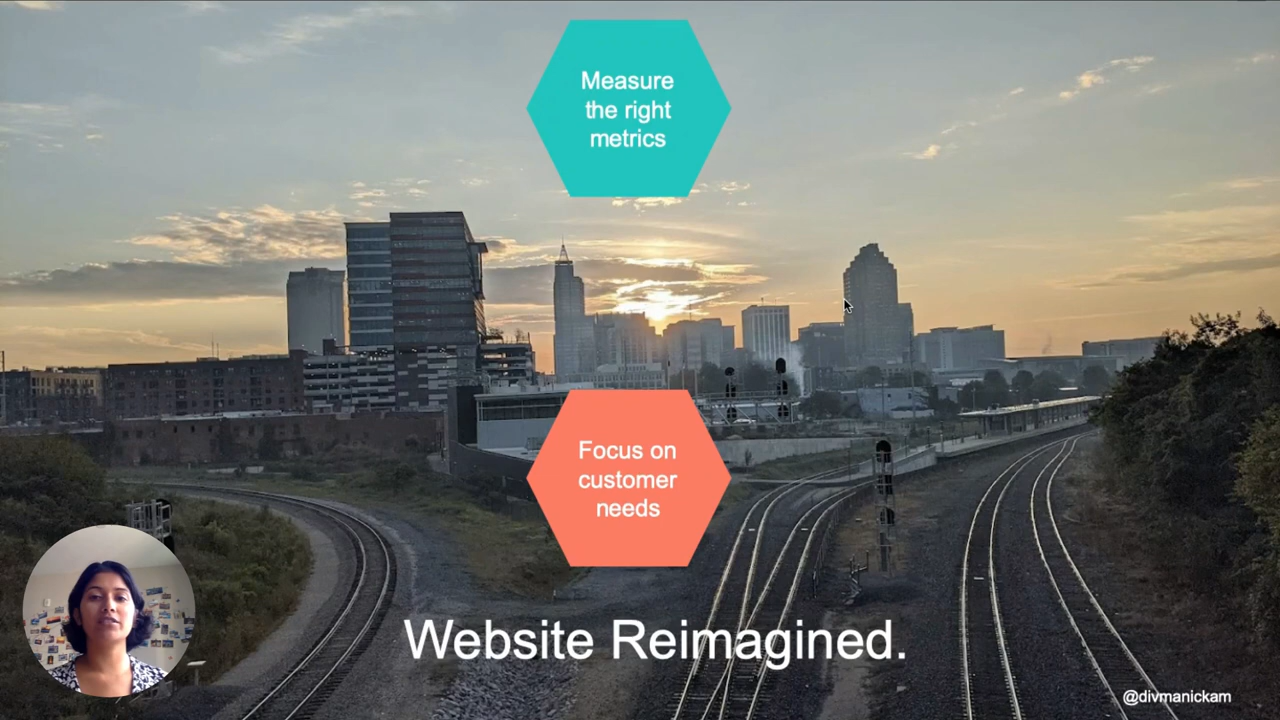 Measure
the right
metrics
Focus on
customer
needs
Website Reimagined.
@divmanickam